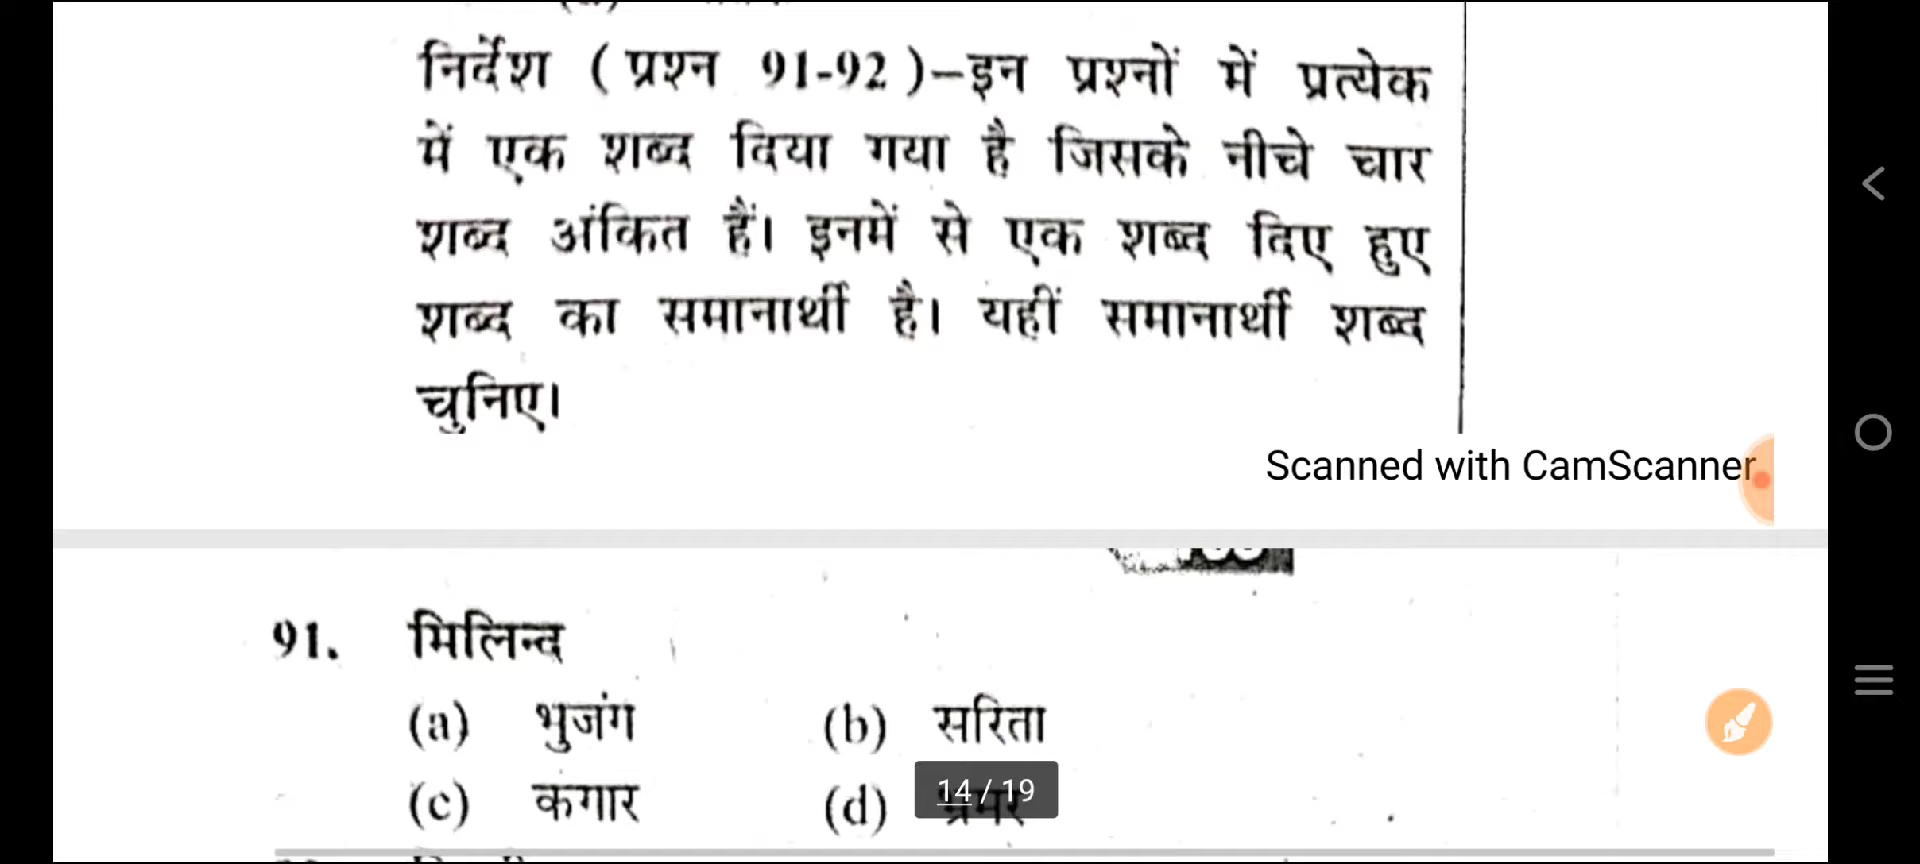 निर्देश ( प्रश्न 91-92 )–इन प्रश्नों में प्रत्येक
में एक शब्द दिया गया है जिसके नीचे चार
शब्द अंकित हैं। इनमें से एक शब्द दिए हुए
शब्द का समानार्थी है। यहीं समानार्थी शब्द
चुनिए।
Scanned with CamScanner
91. मिलिन्द
(a) भुजंग (b) सरिता
(c) कगार (d) भ्रमर
14 / 19